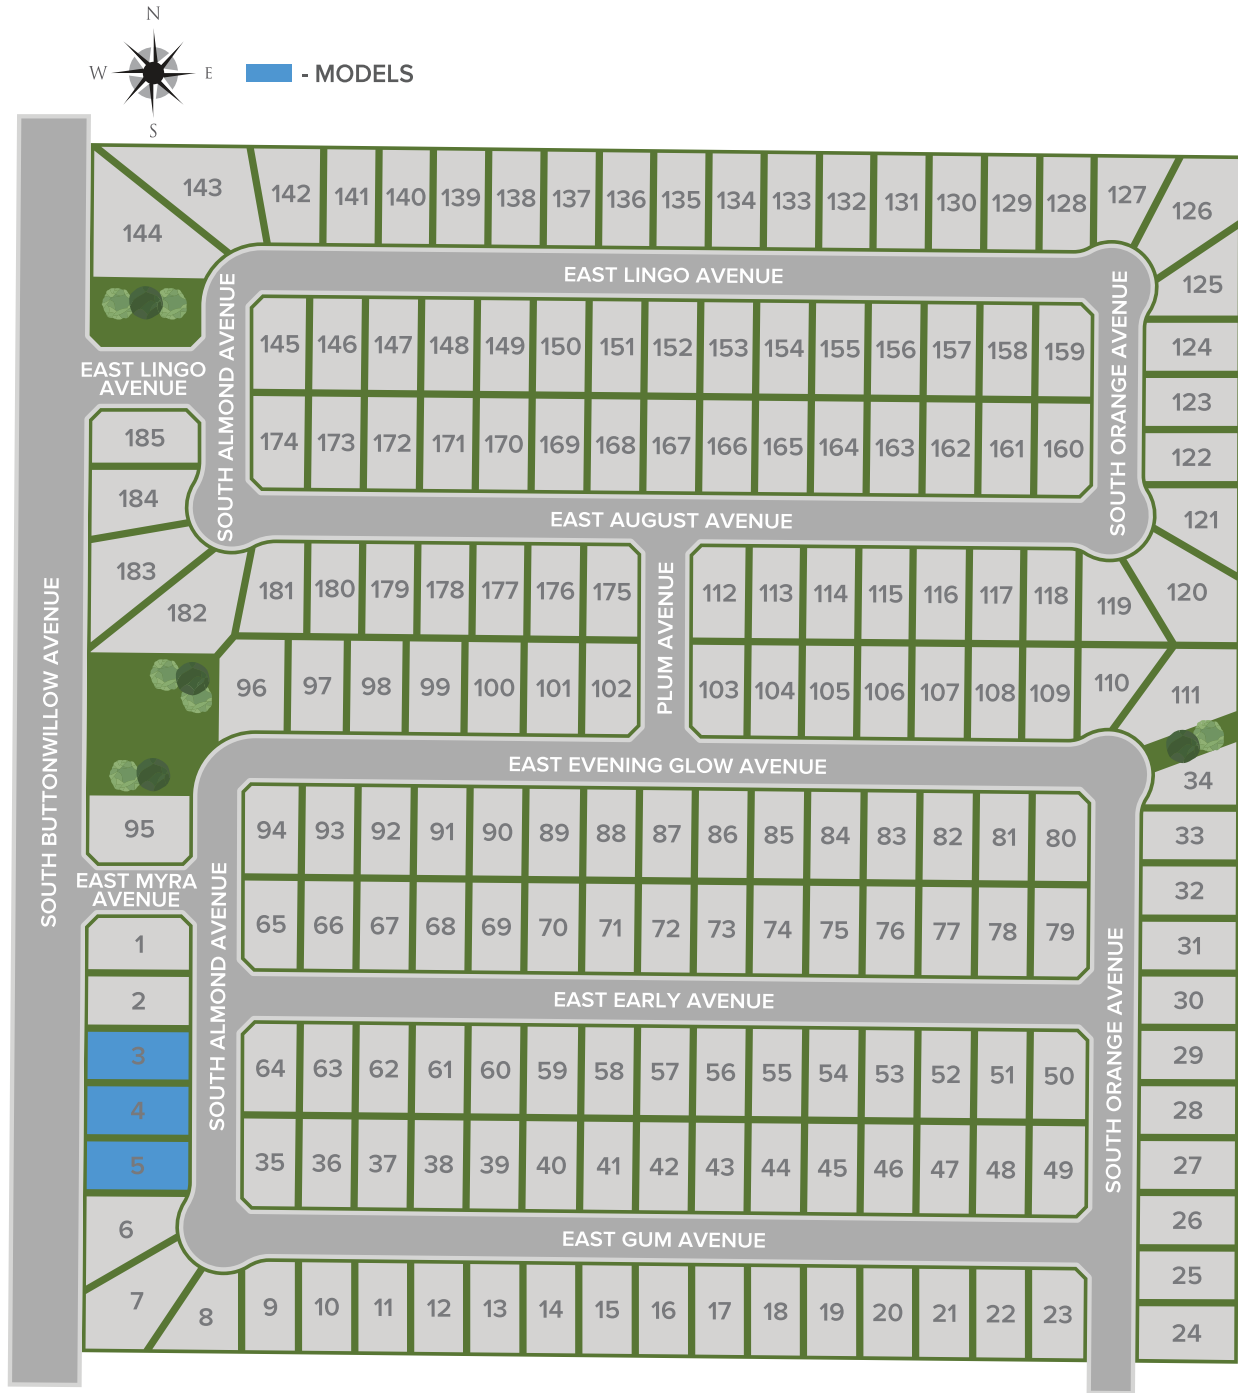 N
W E
S
- MODELS
143
142 141 140 139 138 137 136 135 134 133 132 131 130 129 128 127
126
144
125
EAST LINGO AVENUE
SOUTH ALMOND AVENUE
SOUTH ORANGE AVENUE
145 146 147 148 149 150 151 152 153 154 155 156 157 158 159
124
EAST LINGO
AVENUE
123
185
174 173 172 171 170 169 168 167 166 165 164 163 162 161 160
122
184
EAST AUGUST AVENUE
121
183
181 180 179 178 177 176 175
112 113 114 115 116 117 118 119
120
182
PLUM AVENUE
SOUTH BUTTONWILLOW AVENUE
96 97 98 99 100 101 102
103 104 105 106 107 108 109 110
111
EAST EVENING GLOW AVENUE
34
95
94 93 92 91 90 89 88 87 86 85 84 83 82 81 80
33
EAST MYRA
AVENUE
32
SOUTH ALMOND AVENUE
SOUTH ORANGE AVENUE
65 66 67 68 69 70 71 72 73 74 75 76 77 78 79
1
31
2
EAST EARLY AVENUE
30
3
64 63 62 61 60 59 58 57 56 55 54 53 52 51 50
29
4
28
5
35 36 37 38 39 40 41 42 43 44 45 46 47 48 49
27
6
EAST GUM AVENUE
26
25
7
8
9 10 11 12 13 14 15 16 17 18 19 20 21 22 23
24